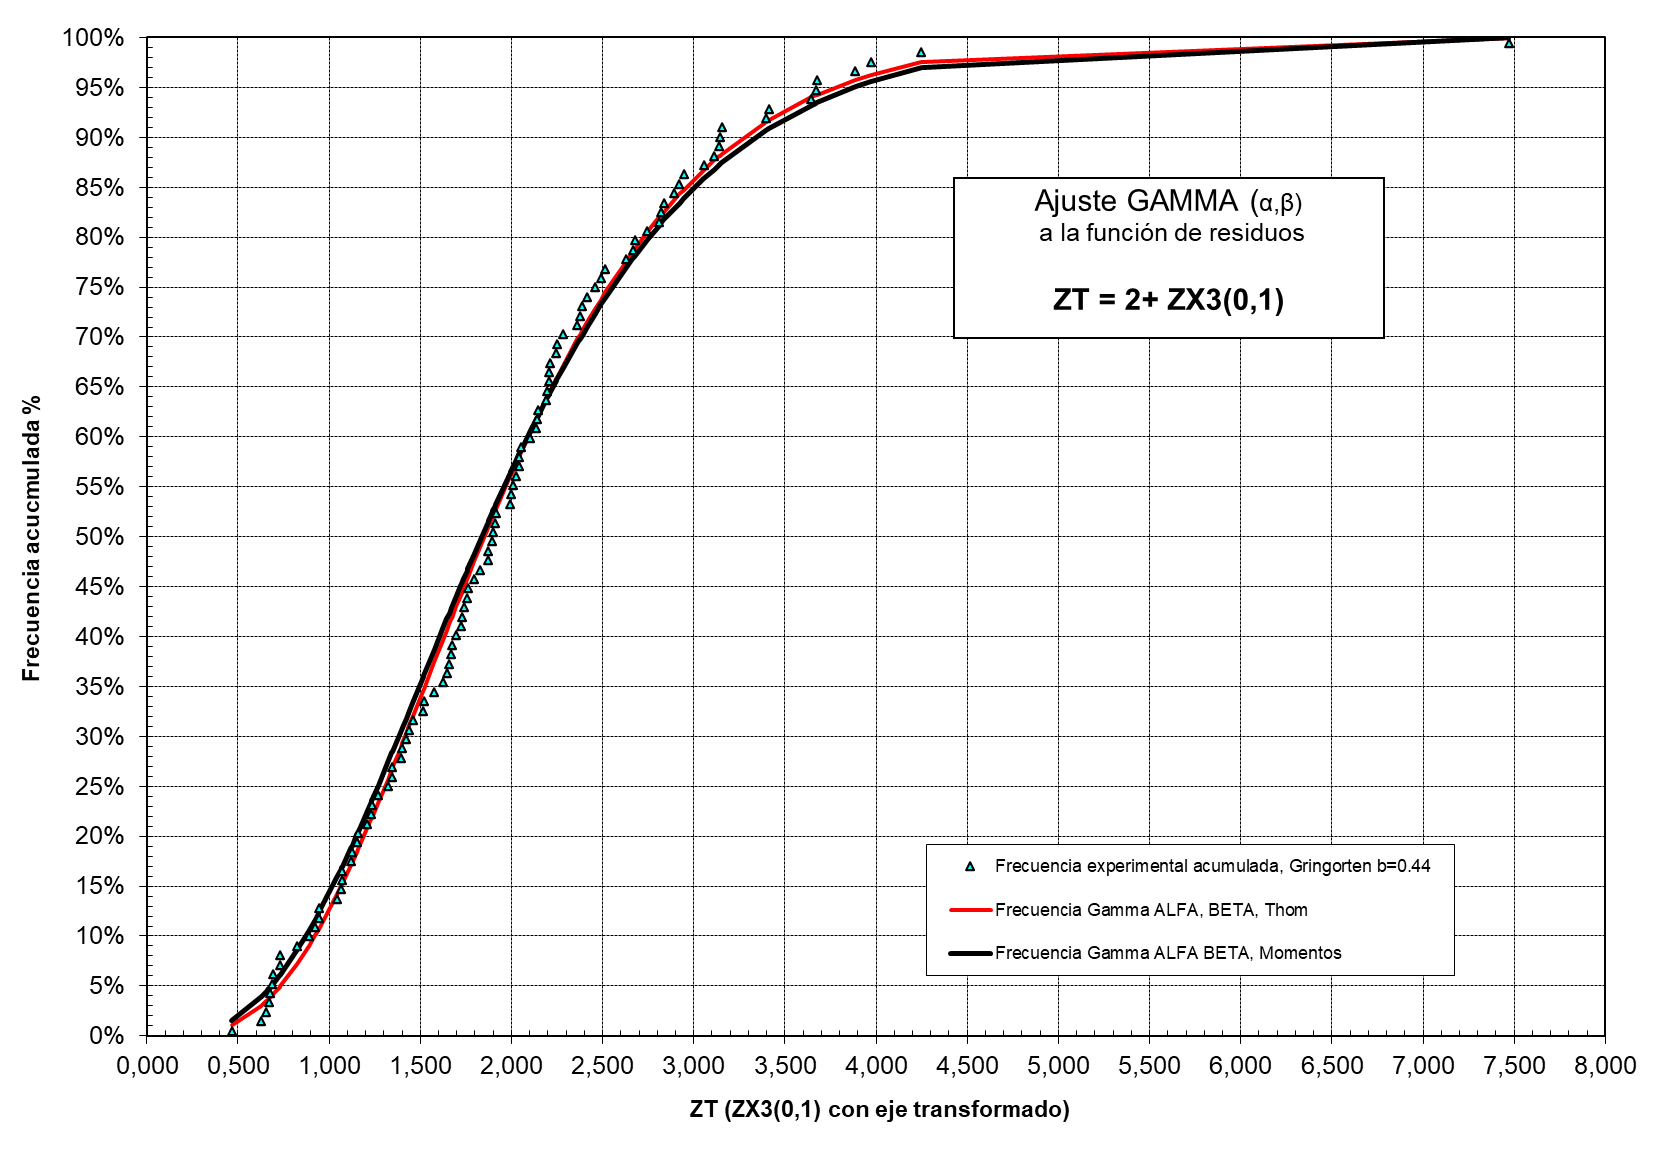 100%
95%
90%
85%
80%
75%
70%
65%
60%
55%
50%
45%
40%
35%
30%
25%
20%
15%
10%
5%
0%
Frecuencia acucmulada %
Ajuste GAMMA (α,β)
a la función de residuos
ZT = 2+ ZX3(0,1)
Frecuencia experimental acumulada, Gringorten b=0.44
Frecuencia Gamma ALFA, BETA, Thom
Frecuencia Gamma ALFA BETA, Momentos
0,000 0,500 1,000 1,500 2,000 2,500 3,000 3,500 4,000 4,500 5,000 5,500 6,000 6,500 7,000 7,500 8,000
ZT (ZX3(0,1) con eje transformado)